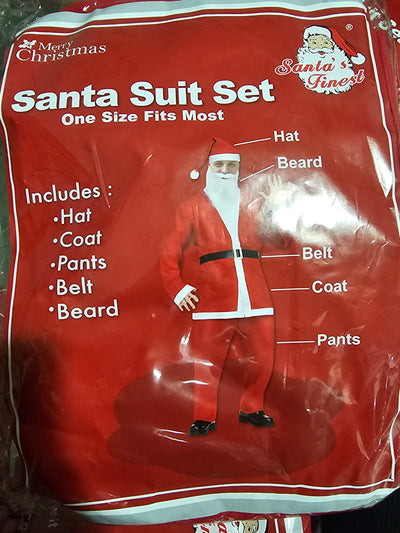 Merry
Christmas
Santa's
Finest
®
Santa Suit Set
One Size Fits Most
Hat
Beard
Includes :
•Hat
•Coat
•Pants
•Belt
•Beard
Belt
Coat
Pants